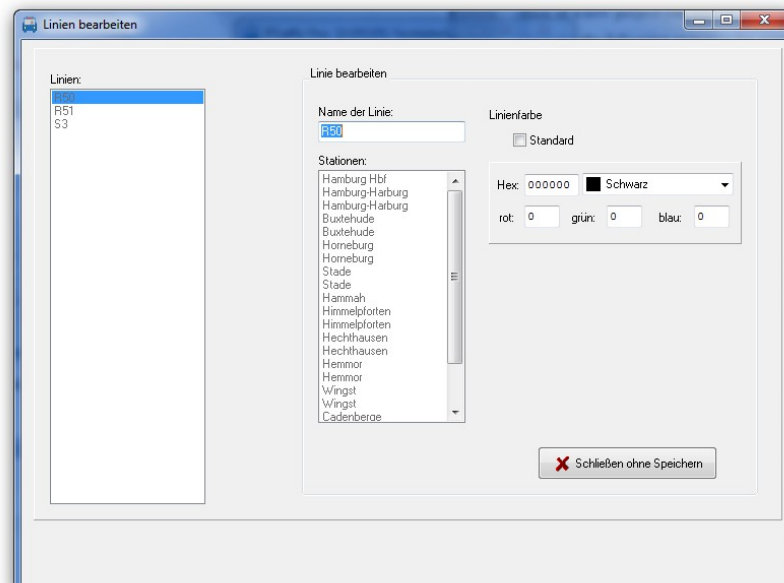 Linien bearbeiten
Linien:
R50
R51
S3
Linie bearbeiten
Name der Linie:
R50
Stationen:
Hamburg Hbf
Hamburg-Harburg
Hamburg-Harburg
Buxtehude
Buxtehude
Horneburg
Horneburg
Stade
Stade
Hammah
Himmelpforten
Himmelpforten
Hechthausen
Hechthausen
Hemmor
Hemmor
Wingst
Wingst
Cadenberge
Linienfarbe
Standard
Hex: 000000 Schwarz
rot: 0 grün: 0 blau: 0
Schließen ohne Speichern